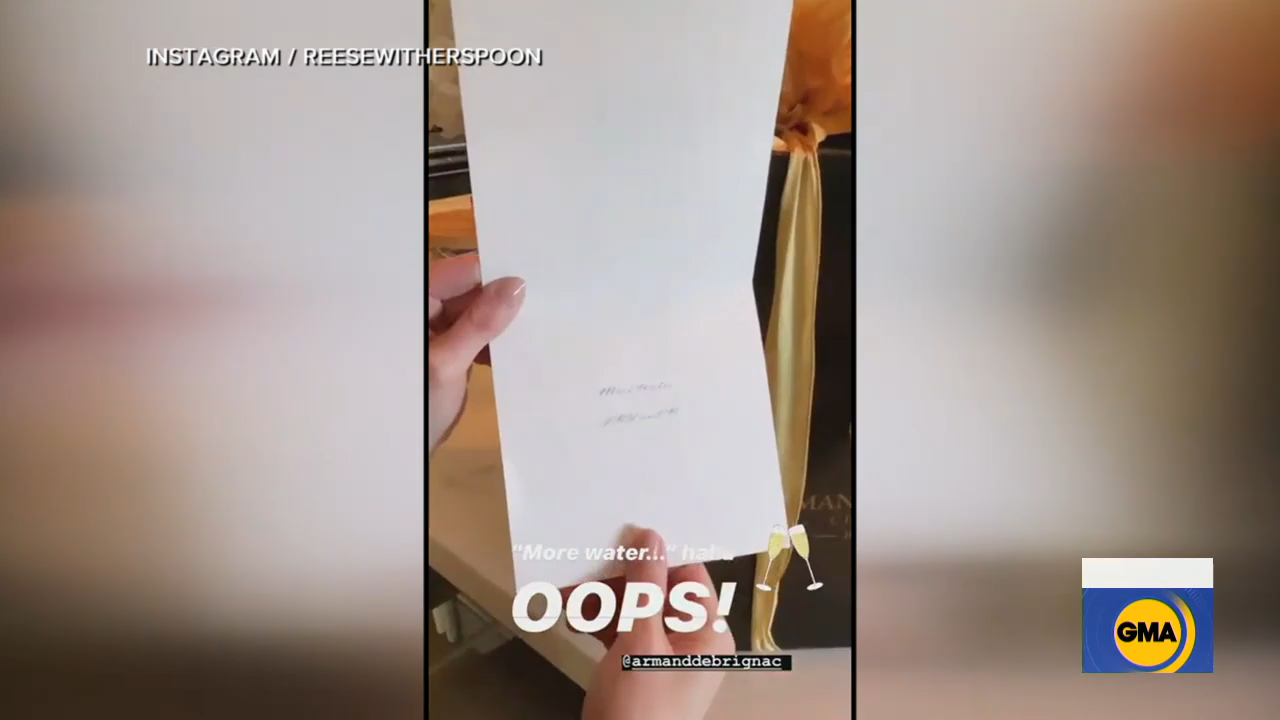 INSTAGRAM / REESEWITHERSPOON
"More water..." haha
OOPS!
@armanddebrignac
GMA